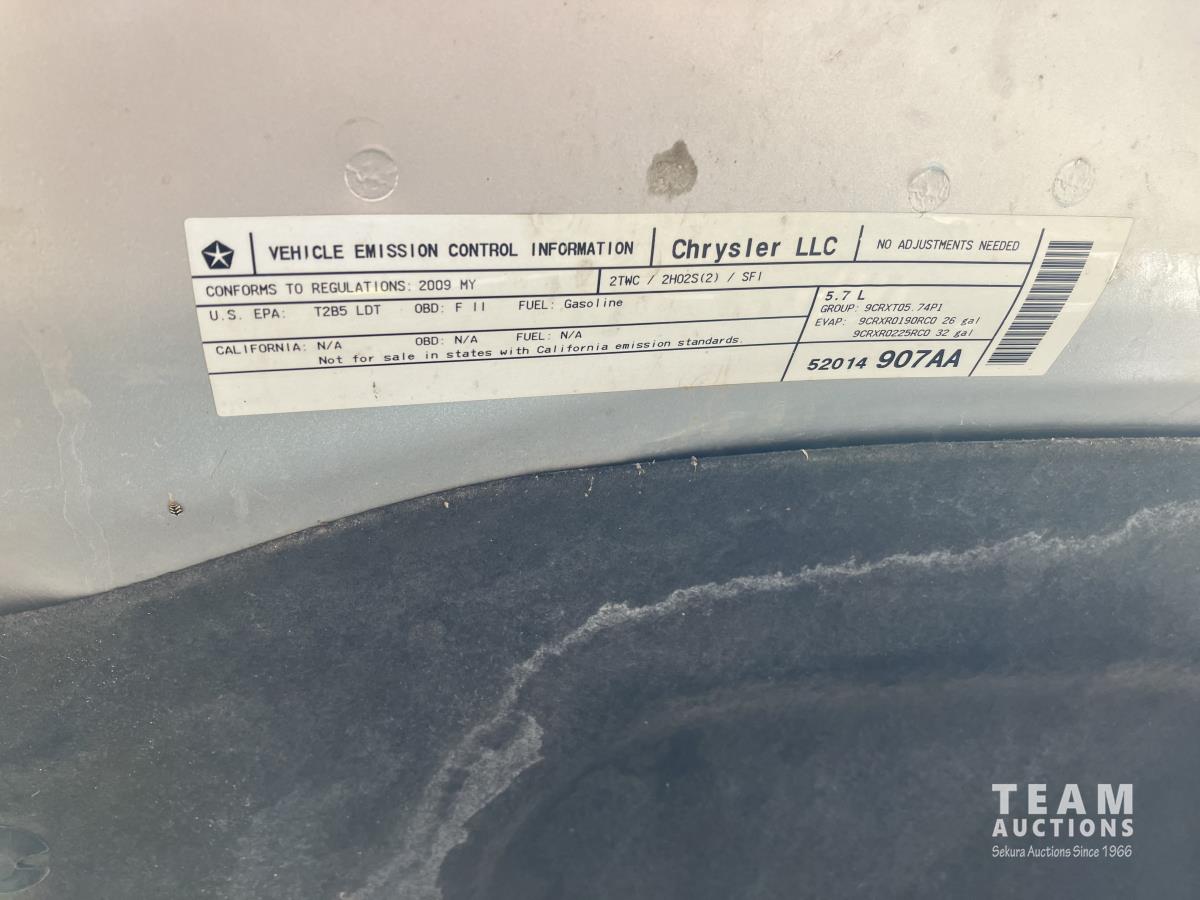 VEHICLE EMISSION CONTROL INFORMATION
Chrysler LLC
NO ADJUSTMENTS NEEDED
CONFORMS TO REGULATIONS: 2009 MY
2TWC / 2HO2S(2) / SFI
U.S. EPA: T2B5 LDT OBD: F II FUEL: Gasoline
CALIFORNIA: N/A OBD: N/A FUEL: N/A
Not for sale in states with California emission standards.
5.7 L
GROUP: 9CRXT05.74P1
EVAP: 9CRXR0190RC0 26 gal
9CRXR0225RC0 32 gal
52014 907AA
TEAM
AUCTIONS
Sekura Auctions Since 1966